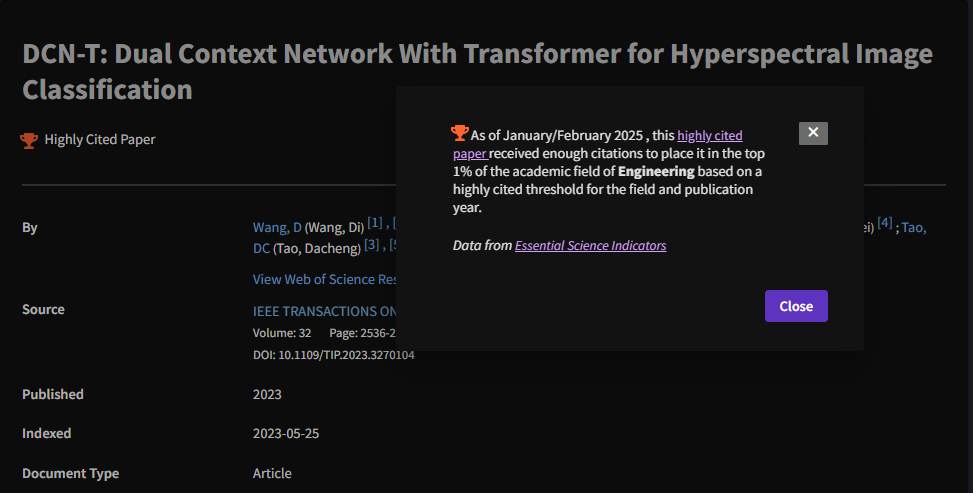 DCN-T: Dual Context Network With Transformer for Hyperspectral Image
Classification
Highly Cited Paper
As of January/February 2025 , this highly cited
paper received enough citations to place it in the top
1% of the academic field of Engineering based on a
highly cited threshold for the field and publication
year.
Data from Essential Science Indicators
Close
By
Wang, D (Wang, Di) [1] , [
ei) [4] ; Tao,
DC (Tao, Dacheng) [3] , [5
View Web of Science Res
Source
IEEE TRANSACTIONS ON
Volume: 32 Page: 2536-2
DOI: 10.1109/TIP.2023.3270104
Published
2023
Indexed
2023-05-25
Document Type
Article